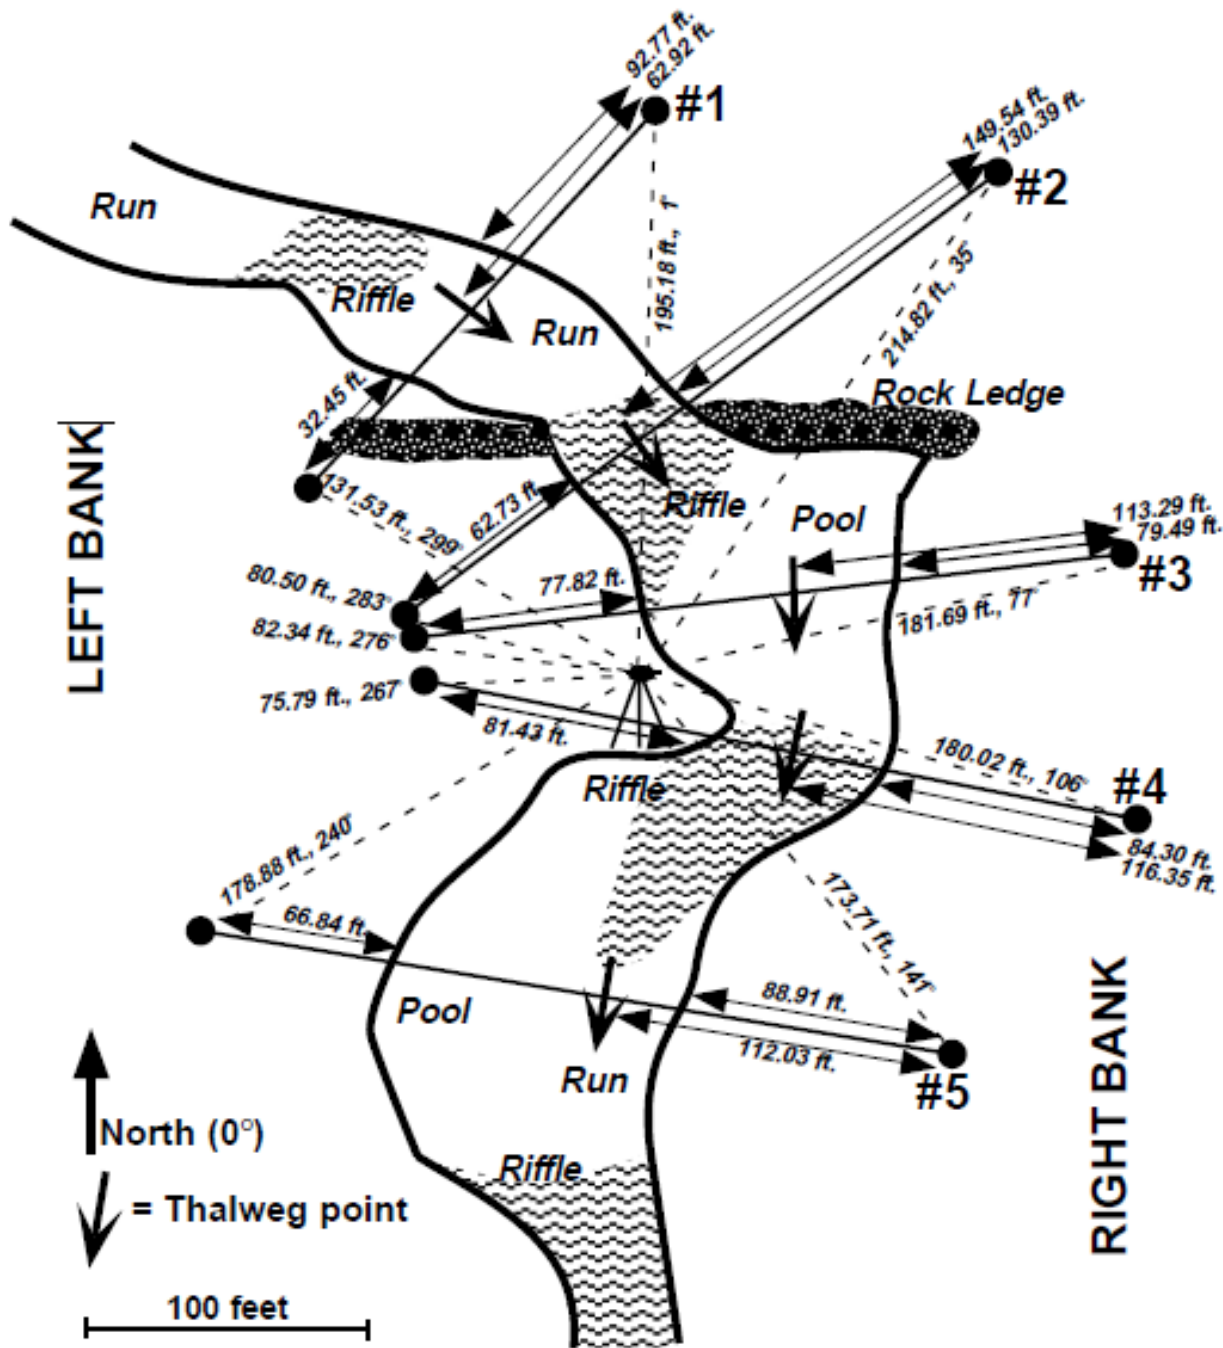 92.77 ft.
62.92 ft.
#1
149.54 ft.
130.39 ft.
#2
Run
195.18 ft., 1°
214.82 ft., 35°
Riffle
Run
Rock Ledge
32.45 ft.
LEFT BANK
131.53 ft., 299°
62.73 ft.
Riffle
Pool
113.29 ft.
79.49 ft.
#3
80.50 ft., 283°
77.82 ft.
82.34 ft., 276°
181.69 ft., 77°
75.79 ft., 267°
81.43 ft.
180.02 ft., 106°
#4
Riffle
84.30 ft.
116.35 ft.
178.88 ft., 240°
173.71 ft., 141°
66.84 ft.
88.91 ft.
Pool
112.03 ft.
#5
Run
RIGHT BANK
North (0°)
Riffle
= Thalweg point
100 feet